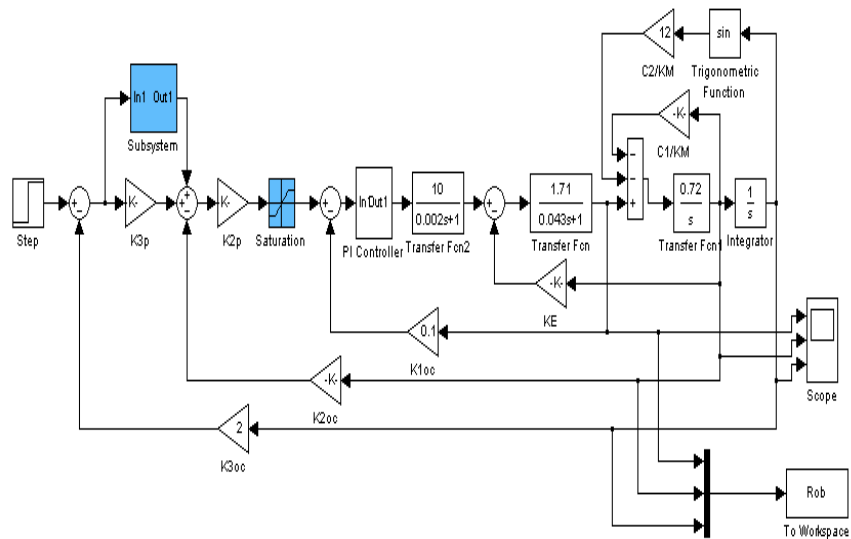 12
sin
C2/KM
Trigonometric
Function
In1 Out1
-K-
Subsystem
C1/KM
+
−
+
+
−
K-
K-
+
−
In Out1
10
0.002s+1
+
−
1.71
0.043s+1
−
−
+
0.72
s
1
s
Step
K3p
K2p
Saturation
PI Controller
Transfer Fcn2
Transfer Fcn
Transfer Fcn1
Integrator
-K-
KE
0.1
K1oc
-K-
K2oc
Scope
2
K3oc
Rob
To Workspace